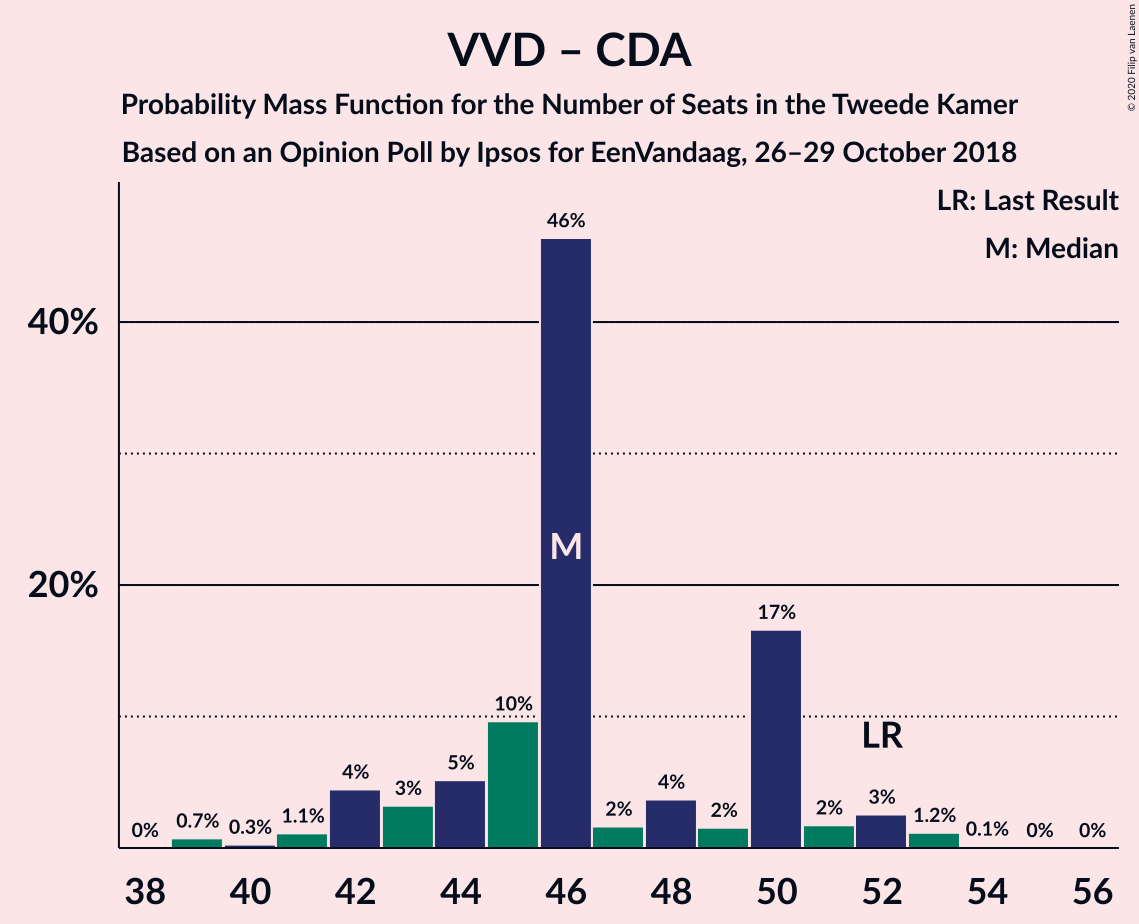 VVD – CDA
Probability Mass Function for the Number of Seats in the Tweede Kamer
Based on an Opinion Poll by Ipsos for EenVandaag, 26–29 October 2018
© 2020 Filip van Laenen
LR: Last Result
M: Median
40%
20%
0%
0.7%
0.3%
1.1%
4%
3%
5%
10%
46%
M
2%
4%
2%
17%
2%
LR
3%
1.2%
0.1%
0%
0%
38 40 42 44 46 48 50 52 54 56